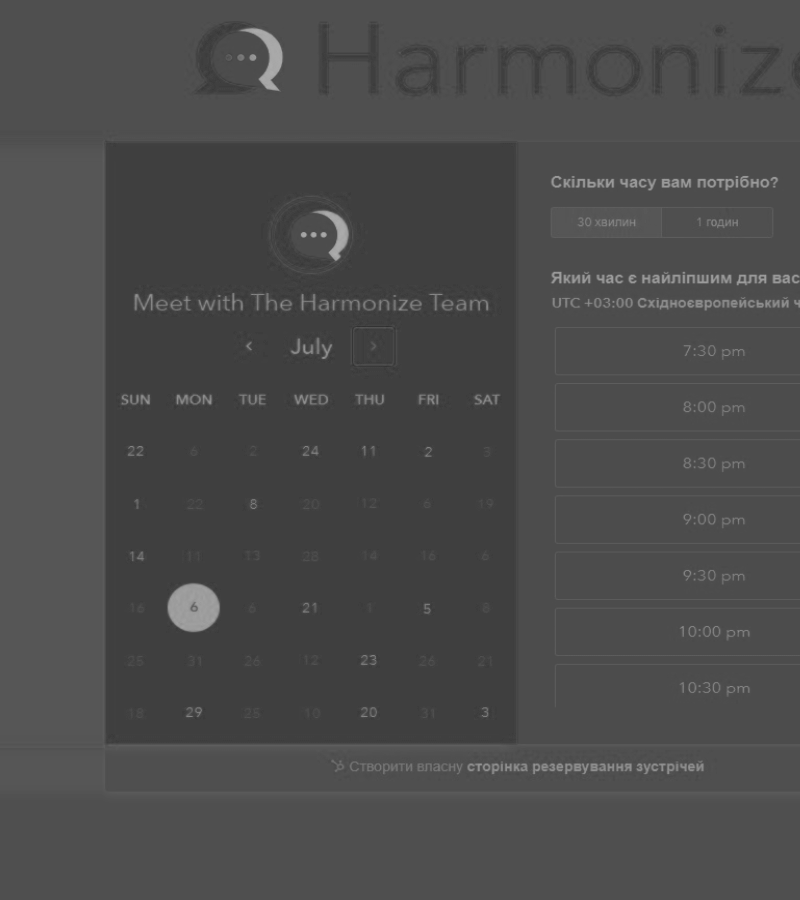 Harmonize
Meet with The Harmonize Team
July
SUN MON TUE WED THU FRI SAT
22 6 2 24 11 2 3
1 22 8 20 12 6 19
14 11 13 28 14 16 6
16 6 6 21 1 5 8
25 31 26 12 23 26 21
18 29 25 10 20 31 3
Скільки часу вам потрібно?
30 хвилин 1 годин
Який час є найліпшим для вас
UTC +03:00 Східноєвропейський ч
7:30 pm
8:00 pm
8:30 pm
9:00 pm
9:30 pm
10:00 pm
10:30 pm
Створити власну сторінка резервування зустрічей